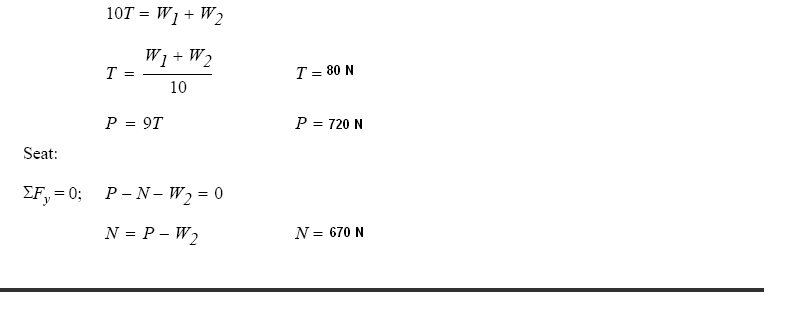 10T = W1 + W2
T = (W1 + W2)/10 T = 80 N
P = 9T P = 720 N
Seat:
ΣFy = 0; P – N – W2 = 0
N = P – W2 N = 670 N